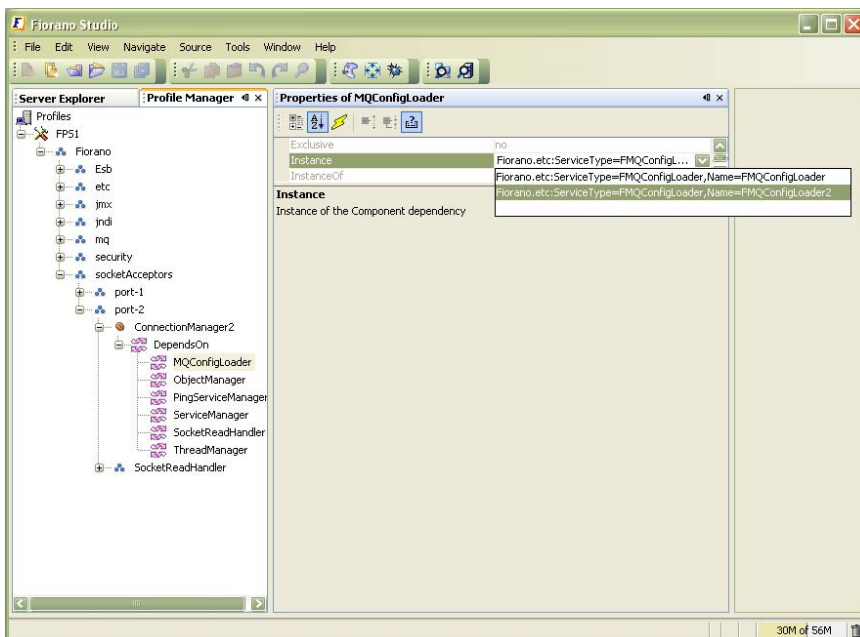 Fiorano Studio
File Edit View Navigate Source Tools Window Help
Server Explorer
Profile Manager
Profiles
FPS1
Fiorano
Esb
etc
jmx
jndi
mq
security
socketAcceptors
port-1
port-2
ConnectionManager2
DependsOn
MQConfigLoader
ObjectManager
PingServiceManager
ServiceManager
SocketReadHandler
ThreadManager
SocketReadHandler
Properties of MQConfigLoader
Exclusive no
Instance Fiorano.etc:ServiceType=FMQConfigL...
InstanceOf
Fiorano.etc:ServiceType=FMQConfigLoader,Name=FMQConfigLoader
Fiorano.etc:ServiceType=FMQConfigLoader,Name=FMQConfigLoader2
Instance
Instance of the Component dependency
30M of 56M